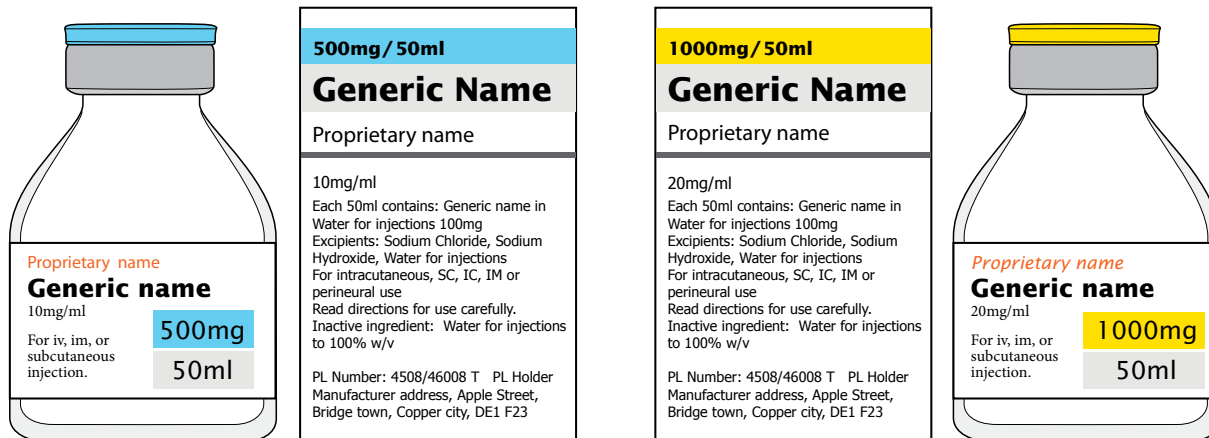 Proprietary name
Generic name
10mg/ml
For iv, im, or
subcutaneous
injection.
500mg
50ml
500mg/50ml
Generic Name
Proprietary name
10mg/ml
Each 50ml contains: Generic name in
Water for injections 100mg
Excipients: Sodium Chloride, Sodium
Hydroxide, Water for injections
For intracutaneous, SC, IC, IM or
perineural use
Read directions for use carefully.
Inactive ingredient:  Water for injections
to 100% w/v
PL Number: 4508/46008 T   PL Holder
Manufacturer address, Apple Street,
Bridge town, Copper city, DE1 F23
1000mg/50ml
Generic Name
Proprietary name
20mg/ml
Each 50ml contains: Generic name in
Water for injections 100mg
Excipients: Sodium Chloride, Sodium
Hydroxide, Water for injections
For intracutaneous, SC, IC, IM or
perineural use
Read directions for use carefully.
Inactive ingredient:  Water for injections
to 100% w/v
PL Number: 4508/46008 T   PL Holder
Manufacturer address, Apple Street,
Bridge town, Copper city, DE1 F23
Proprietary name
Generic name
20mg/ml
For iv, im, or
subcutaneous
injection.
1000mg
50ml